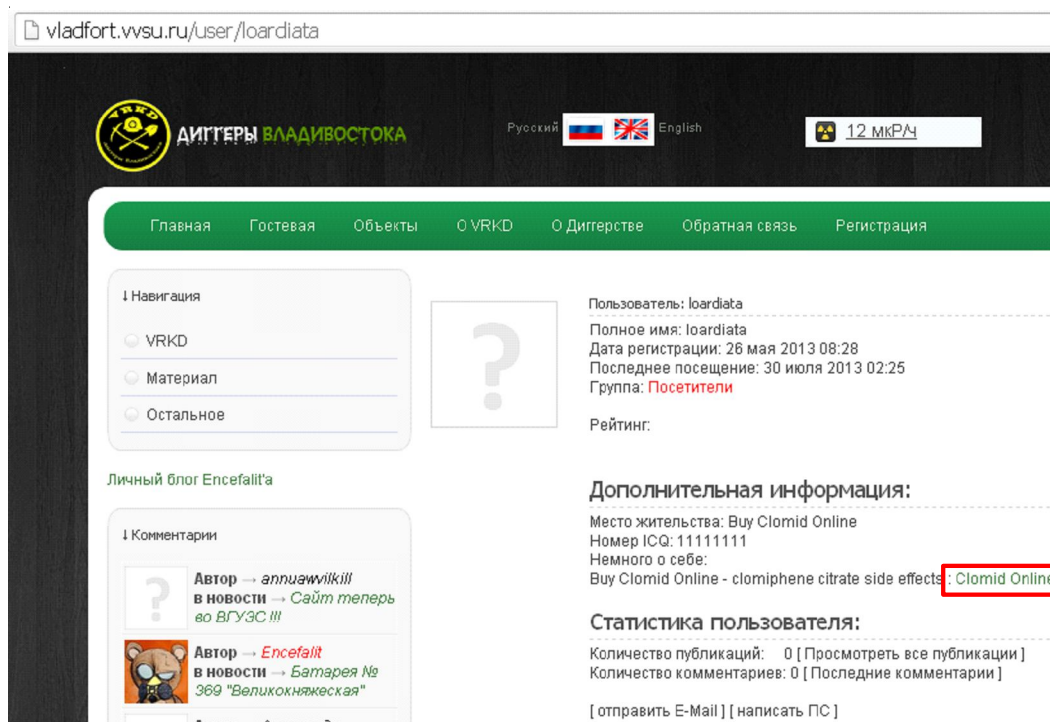 vladfort.vvsu.ru/user/loardiata
VRKD
ДИГГЕРЫ ВЛАДИВОСТОКА
Русский
English
12 мкР/ч
Главная Гостевая Объекты О VRKD О Диггерстве Обратная связь Регистрация
↓ Навигация
VRKD
Материал
Остальное
Личный блог Encefalit'a
↓ Комментарии
Автор → annuawvilkill
в новости → Сайт теперь
во ВГУЭС !!!
Автор → Encefalit
в новости → Батарея №
369 "Великокняжеская"
?
Пользователь: loardiata
Полное имя: loardiata
Дата регистрации: 26 мая 2013 08:28
Последнее посещение: 30 июля 2013 02:25
Группа: Посетители
Рейтинг:
Дополнительная информация:
Место жительства: Buy Clomid Online
Номер ICQ: 11111111
Немного о себе:
Buy Clomid Online - clomiphene citrate side effects : Clomid Online
Статистика пользователя:
Количество публикаций: 0 [ Просмотреть все публикации ]
Количество комментариев: 0 [ Последние комментарии ]
[ отправить E-Mail ] [ написать ПС ]